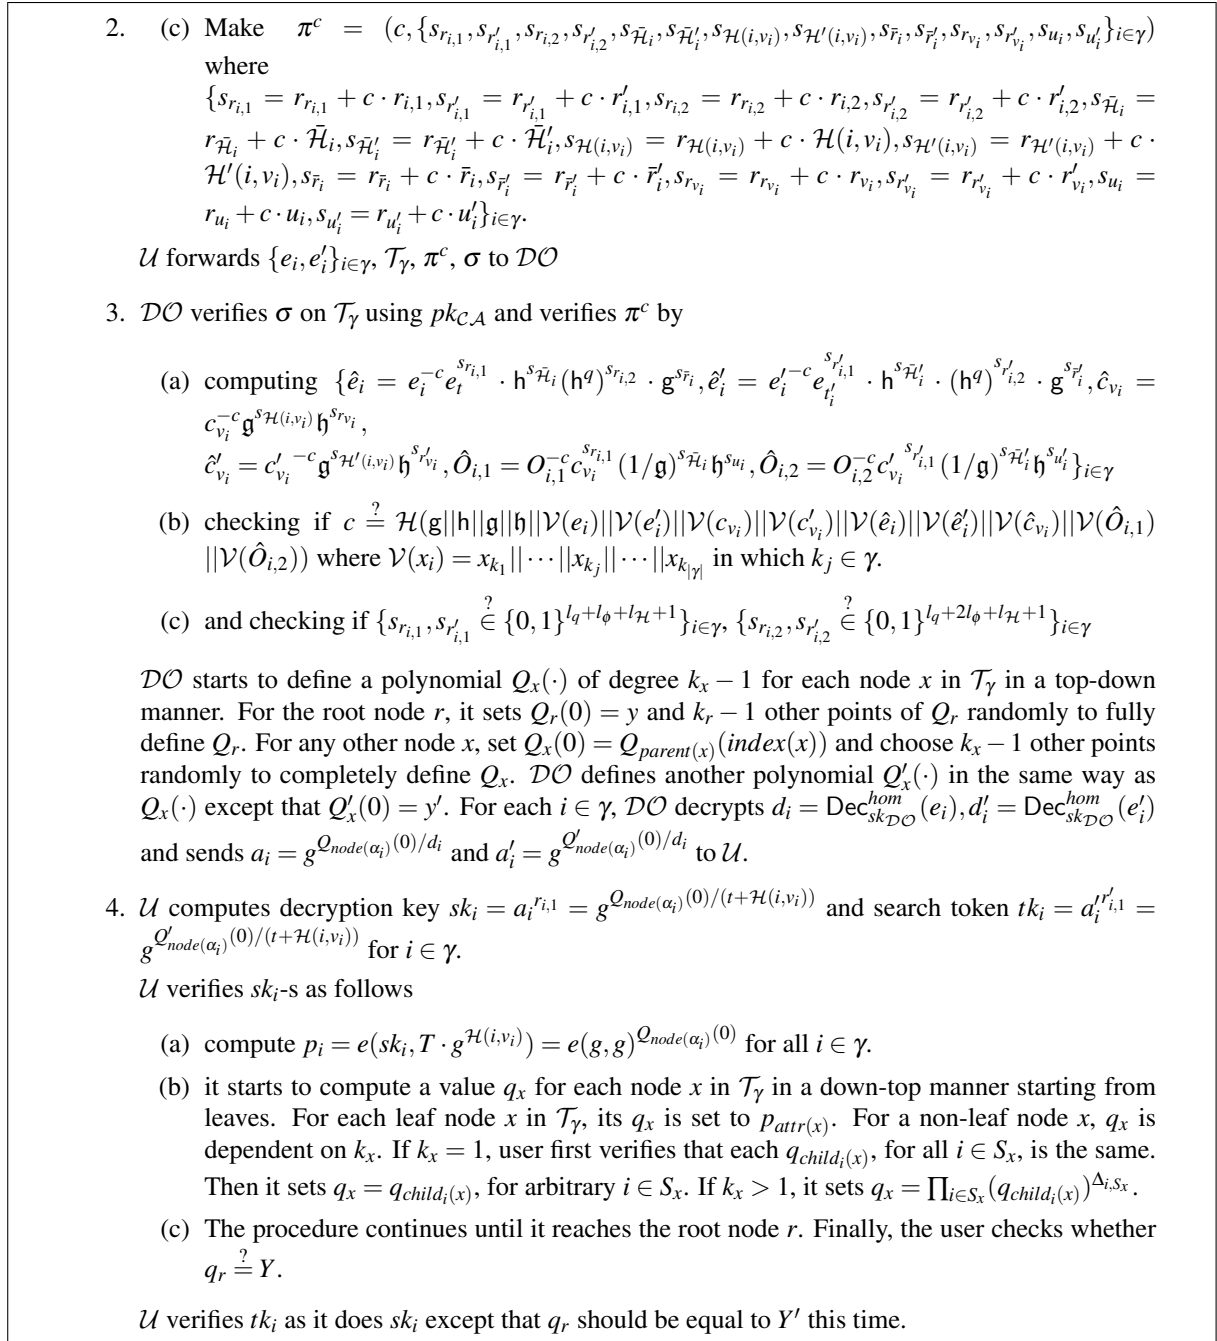 2. (c) Make π^c = (c, {s_{r_{i,1}}, s_{r'_{i,1}}, s_{r_{i,2}}, s_{r'_{i,2}}, s_{\bar{ℋ}_i}, s_{\bar{ℋ}'_i}, s_{ℋ(i,v_i)}, s_{ℋ'(i,v_i)}, s_{\bar{r}_i}, s_{\bar{r}'_i}, s_{r_{v_i}}, s_{r'_{v_i}}, s_{u_i}, s_{u'_i}}_{i∈γ})
where
{s_{r_{i,1}} = r_{r_{i,1}} + c · r_{i,1}, s_{r'_{i,1}} = r_{r'_{i,1}} + c · r'_{i,1}, s_{r_{i,2}} = r_{r_{i,2}} + c · r_{i,2}, s_{r'_{i,2}} = r_{r'_{i,2}} + c · r'_{i,2}, s_{\bar{ℋ}_i} =
r_{\bar{ℋ}_i} + c · \bar{ℋ}_i, s_{\bar{ℋ}'_i} = r_{\bar{ℋ}'_i} + c · \bar{ℋ}'_i, s_{ℋ(i,v_i)} = r_{ℋ(i,v_i)} + c · ℋ(i,v_i), s_{ℋ'(i,v_i)} = r_{ℋ'(i,v_i)} + c ·
ℋ'(i,v_i), s_{\bar{r}_i} = r_{\bar{r}_i} + c · \bar{r}_i, s_{\bar{r}'_i} = r_{\bar{r}'_i} + c · \bar{r}'_i, s_{r_{v_i}} = r_{r_{v_i}} + c · r_{v_i}, s_{r'_{v_i}} = r_{r'_{v_i}} + c · r'_{v_i}, s_{u_i} =
r_{u_i} + c · u_i, s_{u'_i} = r_{u'_i} + c · u'_i}_{i∈γ}.
𝒰 forwards {e_i, e'_i}_{i∈γ}, 𝒯_γ, π^c, σ to 𝒟𝒪
3. 𝒟𝒪 verifies σ on 𝒯_γ using pk_{𝒞𝒜} and verifies π^c by
(a) computing {ê_i = e_i^{-c} e_t^{s_{r_{i,1}}} · h^{s_{\bar{ℋ}_i}} (h^q)^{s_{r_{i,2}}} · g^{s_{\bar{r}_i}}, ê'_i = e'_i^{-c} e_{t'_i}^{s_{r'_{i,1}}} · h^{s_{\bar{ℋ}'_i}} · (h^q)^{s_{r'_{i,2}}} · g^{s_{\bar{r}'_i}}, ĉ_{v_i} =
c_{v_i}^{-c} 𝔤^{s_{ℋ(i,v_i)}} 𝔥^{s_{r_{v_i}}},
ĉ'_{v_i} = c'_{v_i}^{-c} 𝔤^{s_{ℋ'(i,v_i)}} 𝔥^{s_{r'_{v_i}}}, Ô_{i,1} = O_{i,1}^{-c} c_{v_i}^{s_{r_{i,1}}} (1/𝔤)^{s_{\bar{ℋ}_i}} 𝔥^{s_{u_i}}, Ô_{i,2} = O_{i,2}^{-c} c'_{v_i}^{s_{r'_{i,1}}} (1/𝔤)^{s_{\bar{ℋ}'_i}} 𝔥^{s_{u'_i}}}_{i∈γ}
(b) checking if c ≟ ℋ(g||h||𝔤||𝔥||𝒱(e_i)||𝒱(e'_i)||𝒱(c_{v_i})||𝒱(c'_{v_i})||𝒱(ê_i)||𝒱(ê'_i)||𝒱(ĉ_{v_i})||𝒱(Ô_{i,1})
||𝒱(Ô_{i,2})) where 𝒱(x_i) = x_{k_1}||···||x_{k_j}||···||x_{k_{|γ|}} in which k_j ∈ γ.
(c) and checking if {s_{r_{i,1}}, s_{r'_{i,1}} \overset{?}{∈} {0,1}^{l_q+l_ϕ+l_ℋ+1}}_{i∈γ}, {s_{r_{i,2}}, s_{r'_{i,2}} \overset{?}{∈} {0,1}^{l_q+2l_ϕ+l_ℋ+1}}_{i∈γ}
𝒟𝒪 starts to define a polynomial Q_x(·) of degree k_x − 1 for each node x in 𝒯_γ in a top-down
manner. For the root node r, it sets Q_r(0) = y and k_r − 1 other points of Q_r randomly to fully
define Q_r. For any other node x, set Q_x(0) = Q_{parent(x)}(index(x)) and choose k_x − 1 other points
randomly to completely define Q_x. 𝒟𝒪 defines another polynomial Q'_x(·) in the same way as
Q_x(·) except that Q'_x(0) = y'. For each i ∈ γ, 𝒟𝒪 decrypts d_i = Dec^{hom}_{sk_{𝒟𝒪}}(e_i), d'_i = Dec^{hom}_{sk_{𝒟𝒪}}(e'_i)
and sends a_i = g^{Q_{node(α_i)}(0)/d_i} and a'_i = g^{Q'_{node(α_i)}(0)/d_i} to 𝒰.
4. 𝒰 computes decryption key sk_i = a_i^{r_{i,1}} = g^{Q_{node(α_i)}(0)/(t+ℋ(i,v_i))} and search token tk_i = a'_i^{r'_{i,1}} =
g^{Q'_{node(α_i)}(0)/(t+ℋ(i,v_i))} for i ∈ γ.
𝒰 verifies sk_i-s as follows
(a) compute p_i = e(sk_i, T · g^{ℋ(i,v_i)}) = e(g,g)^{Q_{node(α_i)}(0)} for all i ∈ γ.
(b) it starts to compute a value q_x for each node x in 𝒯_γ in a down-top manner starting from
leaves. For each leaf node x in 𝒯_γ, its q_x is set to p_{attr(x)}. For a non-leaf node x, q_x is
dependent on k_x. If k_x = 1, user first verifies that each q_{child_i(x)}, for all i ∈ S_x, is the same.
Then it sets q_x = q_{child_i(x)}, for arbitrary i ∈ S_x. If k_x > 1, it sets q_x = ∏_{i∈S_x}(q_{child_i(x)})^{Δ_{i,S_x}}.
(c) The procedure continues until it reaches the root node r. Finally, the user checks whether
q_r ≟ Y.
𝒰 verifies tk_i as it does sk_i except that q_r should be equal to Y' this time.